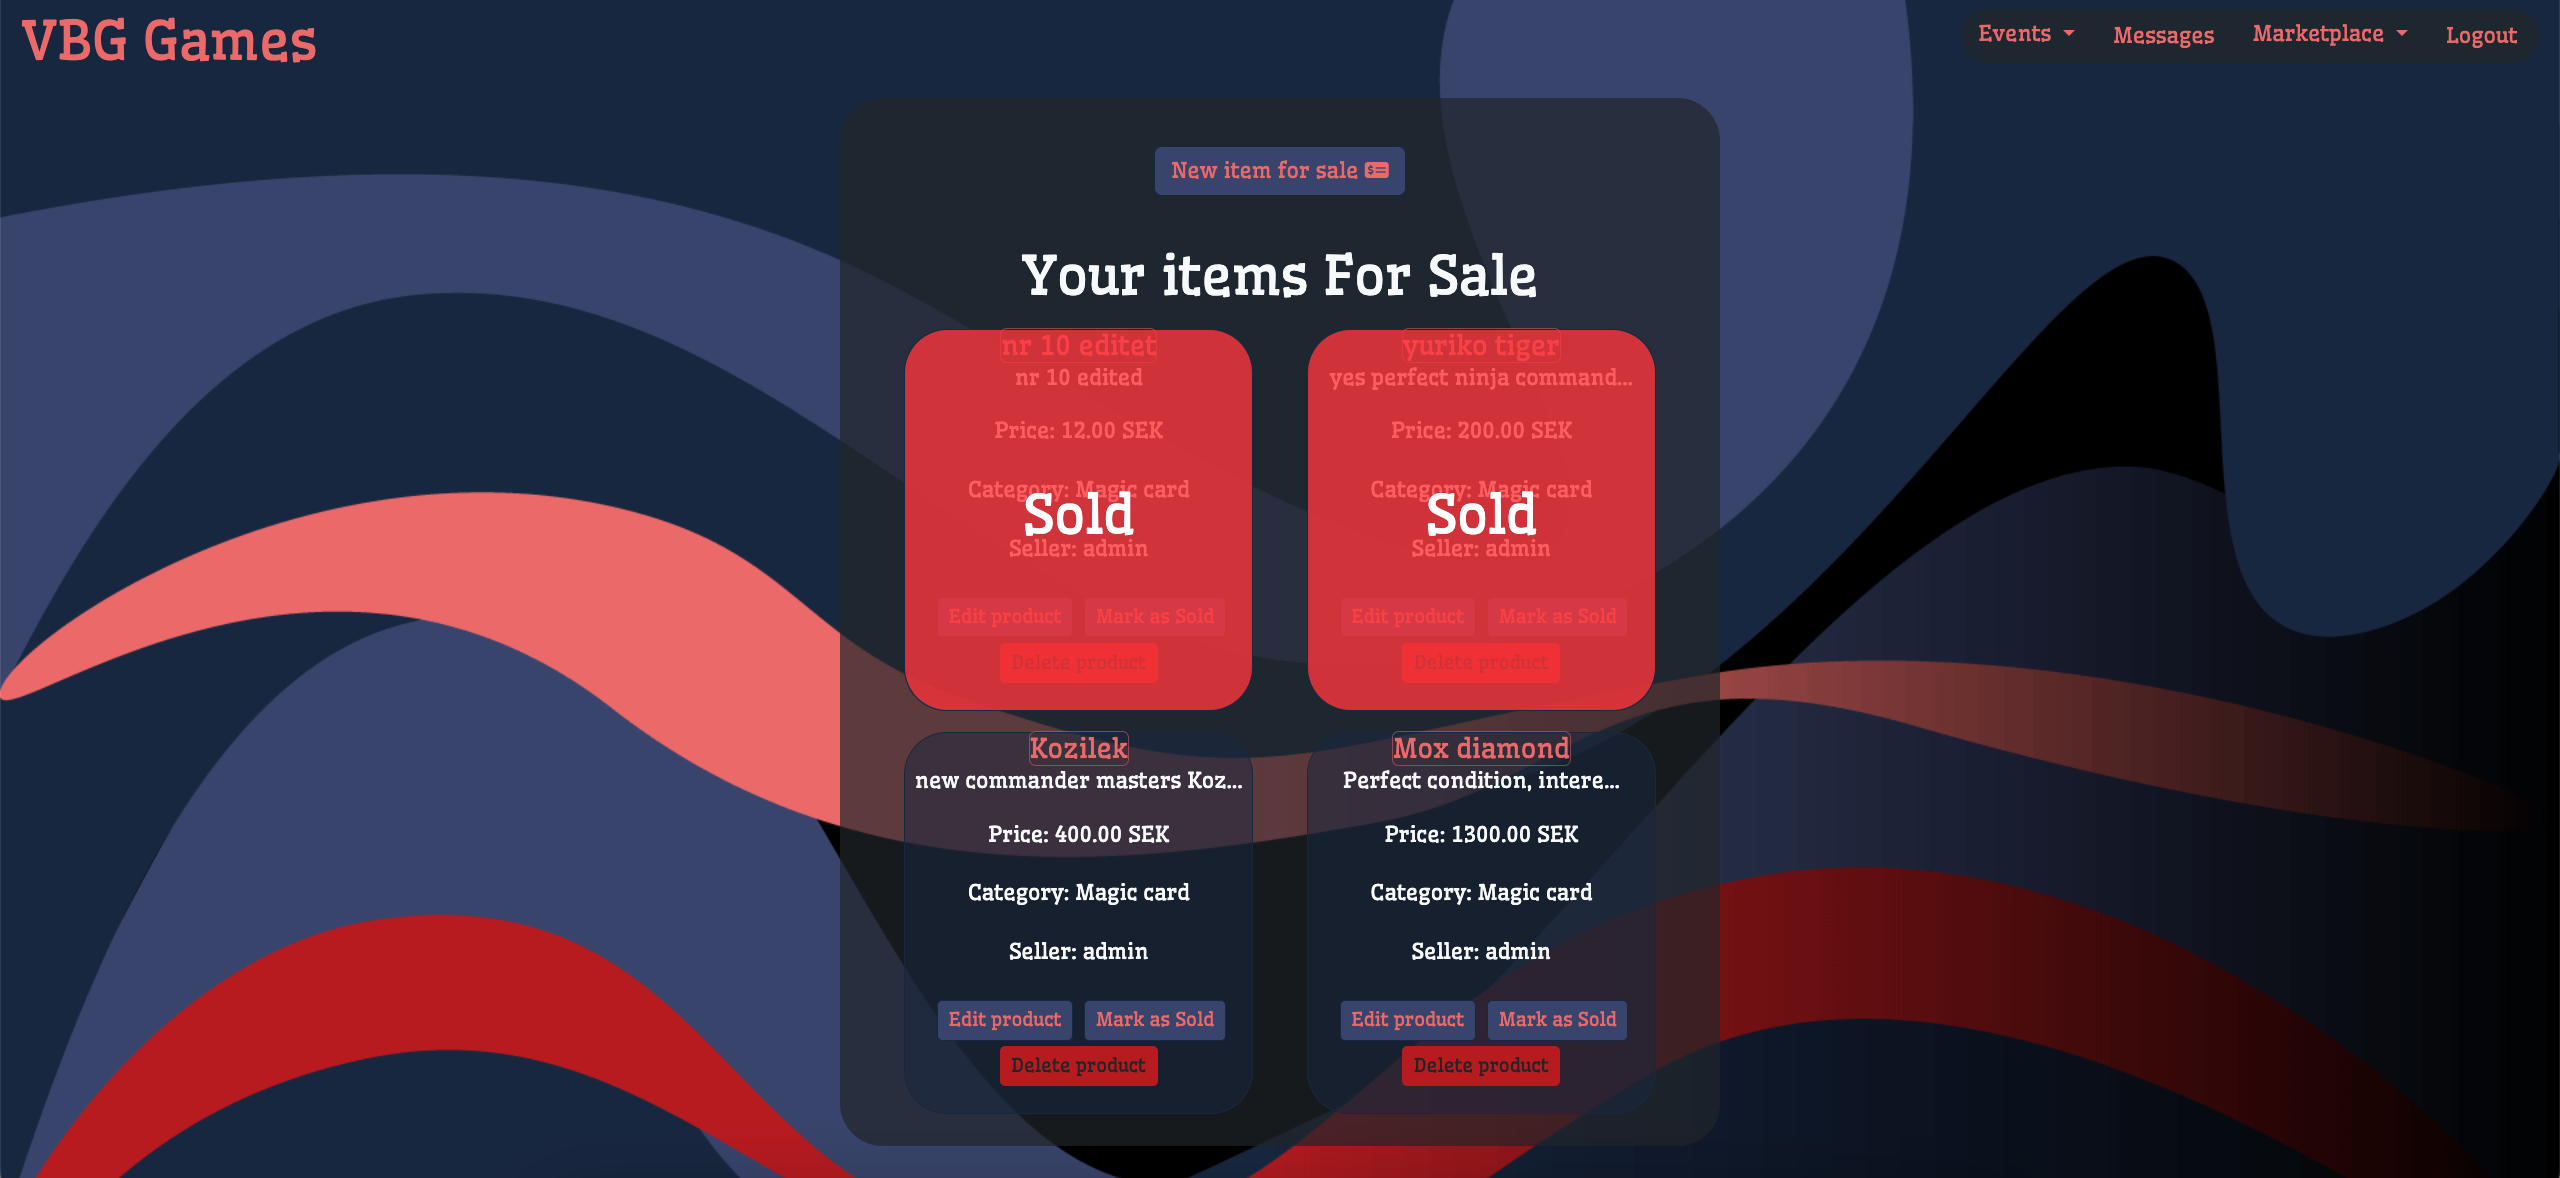 VBG Games
Events
Messages
Marketplace
Logout
New item for sale
Your items For Sale
nr 10 editet
nr 10 edited
Price: 12.00 SEK
Category: Magic card
Sold
Seller: admin
Edit product
Mark as Sold
Delete product
yuriko tiger
yes perfect ninja command...
Price: 200.00 SEK
Category: Magic card
Sold
Seller: admin
Edit product
Mark as Sold
Delete product
Kozilek
new commander masters Koz...
Price: 400.00 SEK
Category: Magic card
Seller: admin
Edit product
Mark as Sold
Delete product
Mox diamond
Perfect condition, intere...
Price: 1300.00 SEK
Category: Magic card
Seller: admin
Edit product
Mark as Sold
Delete product